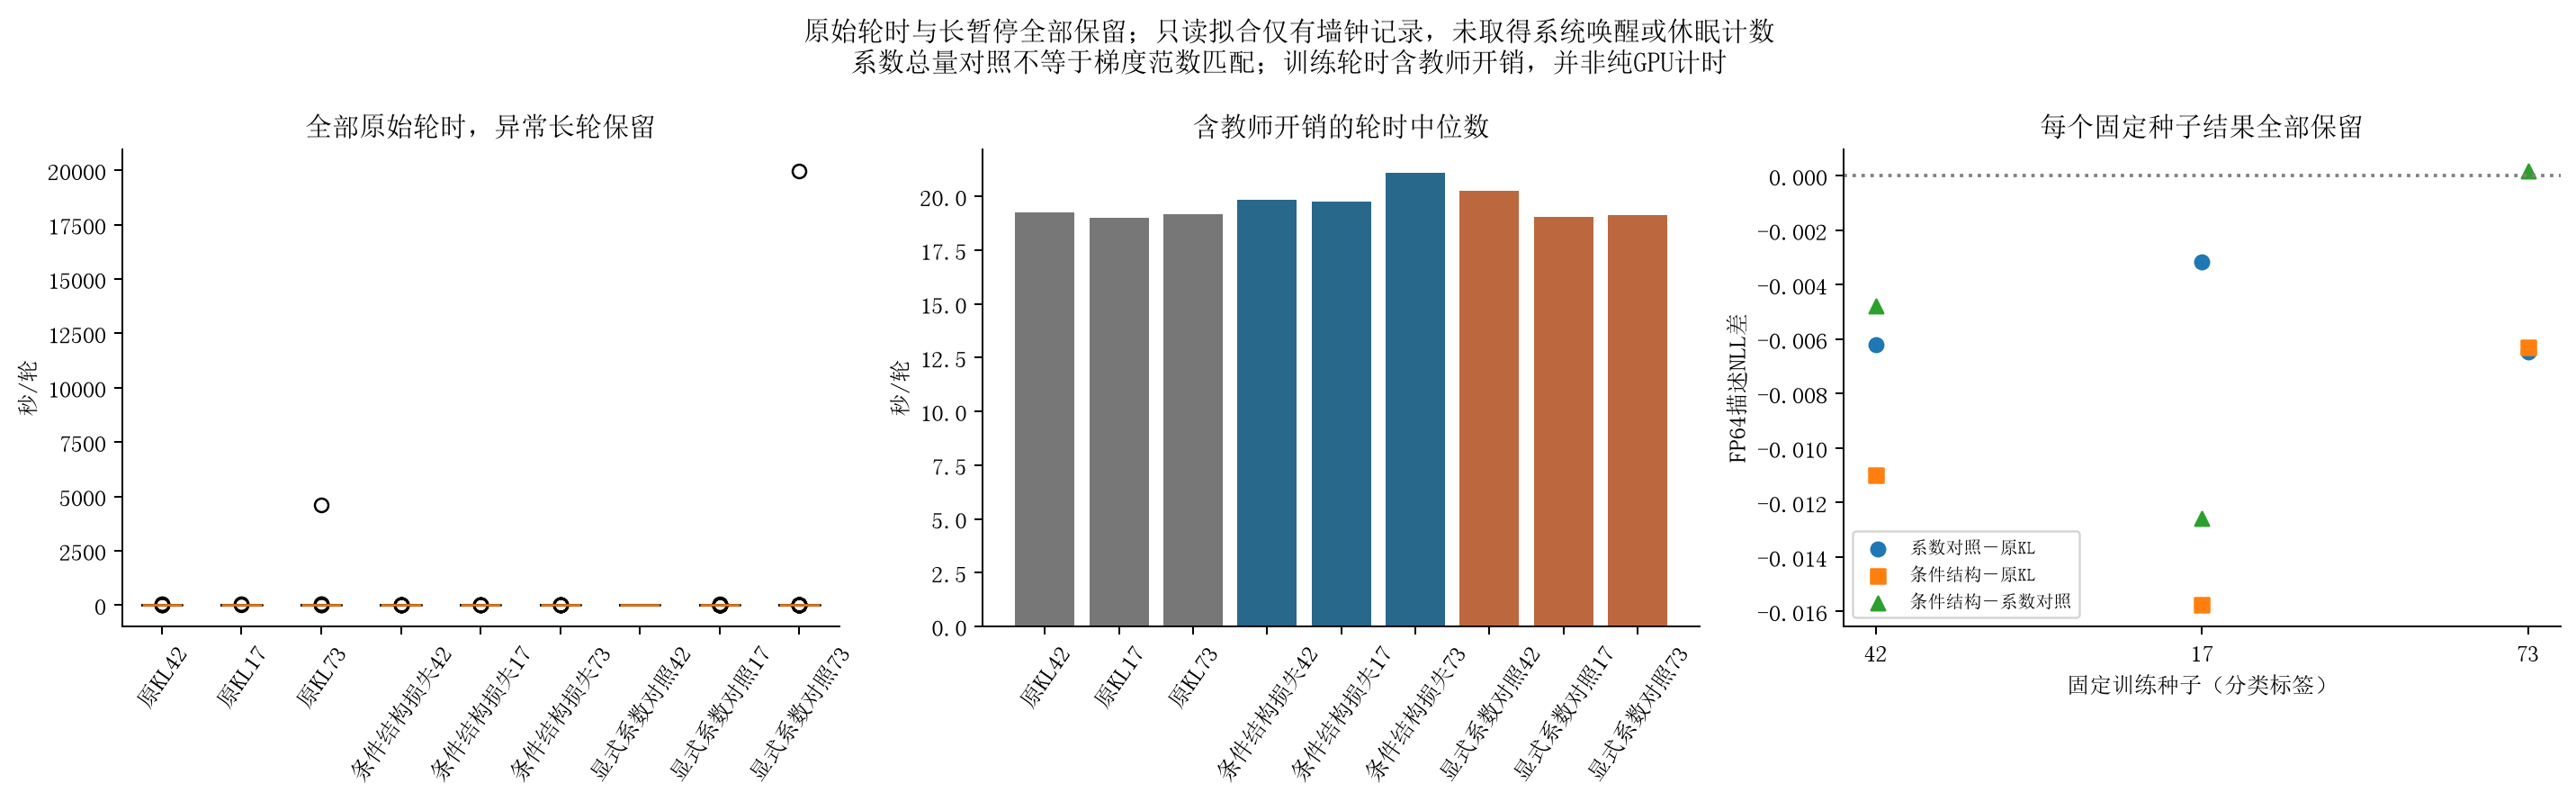 原始轮时与长暂停全部保留；只读拟合仅有墙钟记录，未取得系统唤醒或休眠计数
系数总量对照不等于梯度范数匹配；训练轮时含教师开销，并非纯GPU计时
全部原始轮时，异常长轮保留
秒/轮
20000
17500
15000
12500
10000
7500
5000
2500
0
原KL42
原KL17
原KL73
条件结构损失42
条件结构损失17
条件结构损失73
显式系数对照42
显式系数对照17
显式系数对照73
含教师开销的轮时中位数
秒/轮
20.0
17.5
15.0
12.5
10.0
7.5
5.0
2.5
0.0
原KL42
原KL17
原KL73
条件结构损失42
条件结构损失17
条件结构损失73
显式系数对照42
显式系数对照17
显式系数对照73
每个固定种子结果全部保留
FP64描述NLL差
0.000
−0.002
−0.004
−0.006
−0.008
−0.010
−0.012
−0.014
−0.016
系数对照−原KL
条件结构−原KL
条件结构−系数对照
42
17
73
固定训练种子（分类标签）